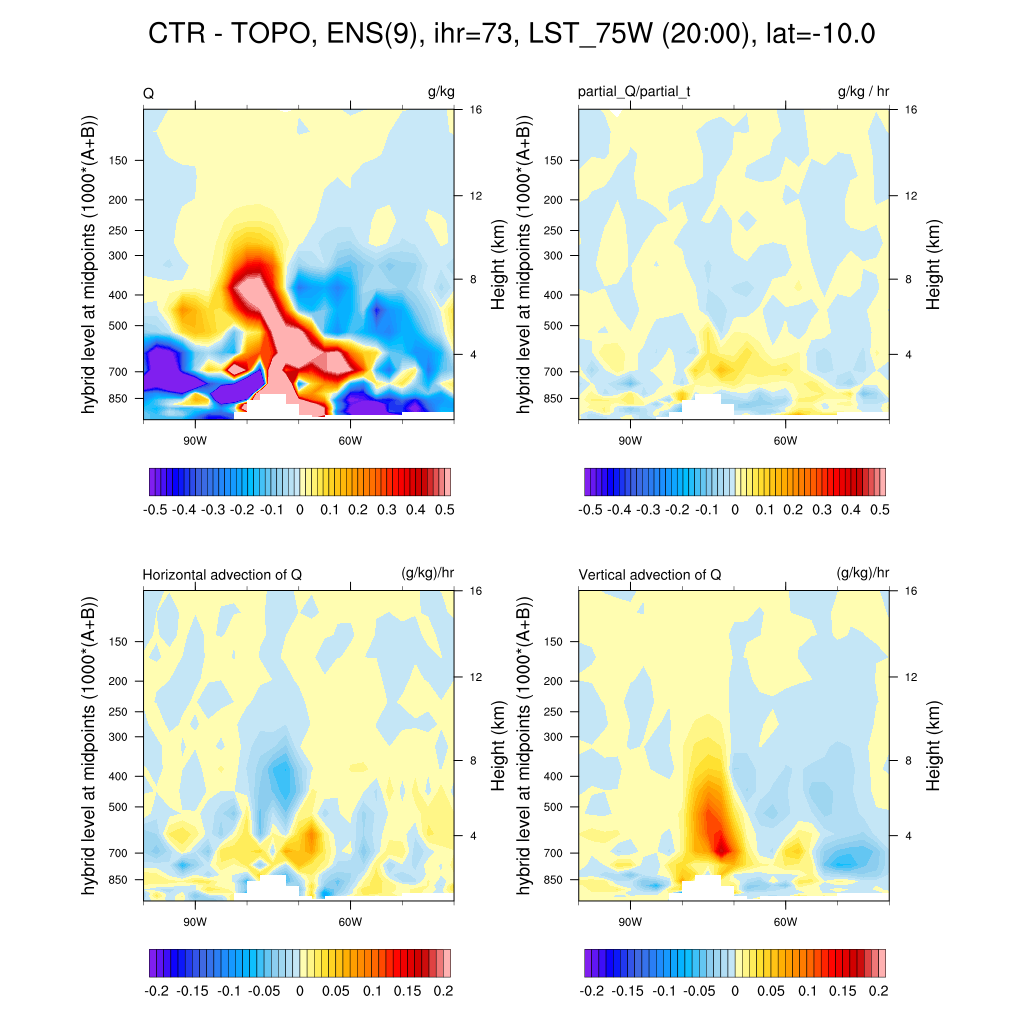 CTR - TOPO, ENS(9), ihr=73, LST_75W (20:00), lat=-10.0
Q g/kg
hybrid level at midpoints (1000*(A+B))
150
200
250
300
400
500
700
850
16
12
8
4
Height (km)
90W 60W
-0.5 -0.4 -0.3 -0.2 -0.1 0 0.1 0.2 0.3 0.4 0.5
partial_Q/partial_t g/kg / hr
hybrid level at midpoints (1000*(A+B))
150
200
250
300
400
500
700
850
16
12
8
4
Height (km)
90W 60W
-0.5 -0.4 -0.3 -0.2 -0.1 0 0.1 0.2 0.3 0.4 0.5
Horizontal advection of Q (g/kg)/hr
hybrid level at midpoints (1000*(A+B))
150
200
250
300
400
500
700
850
16
12
8
4
Height (km)
90W 60W
-0.2 -0.15 -0.1 -0.05 0 0.05 0.1 0.15 0.2
Vertical advection of Q (g/kg)/hr
hybrid level at midpoints (1000*(A+B))
150
200
250
300
400
500
700
850
16
12
8
4
Height (km)
90W 60W
-0.2 -0.15 -0.1 -0.05 0 0.05 0.1 0.15 0.2